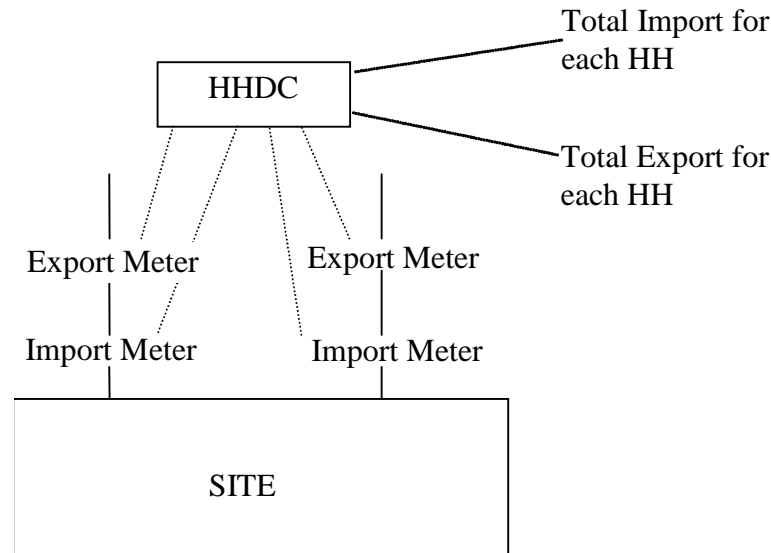 Total Import for
each HH
HHDC
Total Export for
each HH
Export Meter
Export Meter
Import Meter
Import Meter
SITE